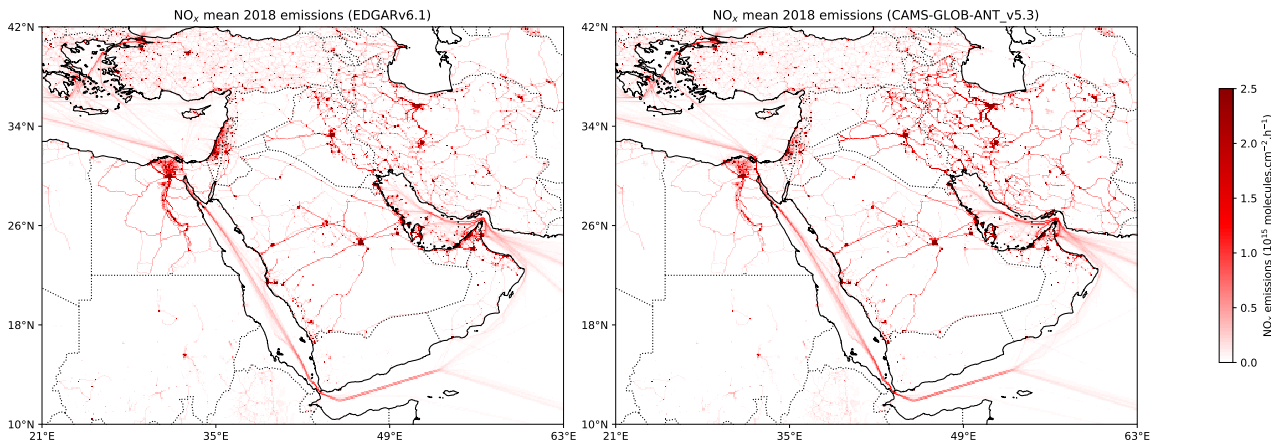 NOₓ mean 2018 emissions (EDGARv6.1)
NOₓ mean 2018 emissions (CAMS-GLOB-ANT_v5.3)
42°N
34°N
26°N
18°N
10°N
21°E
35°E
49°E
63°E
42°N
34°N
26°N
18°N
10°N
21°E
35°E
49°E
63°E
2.5
2.0
1.5
1.0
0.5
0.0
NOₓ emissions (10¹⁵ molecules.cm⁻².h⁻¹)